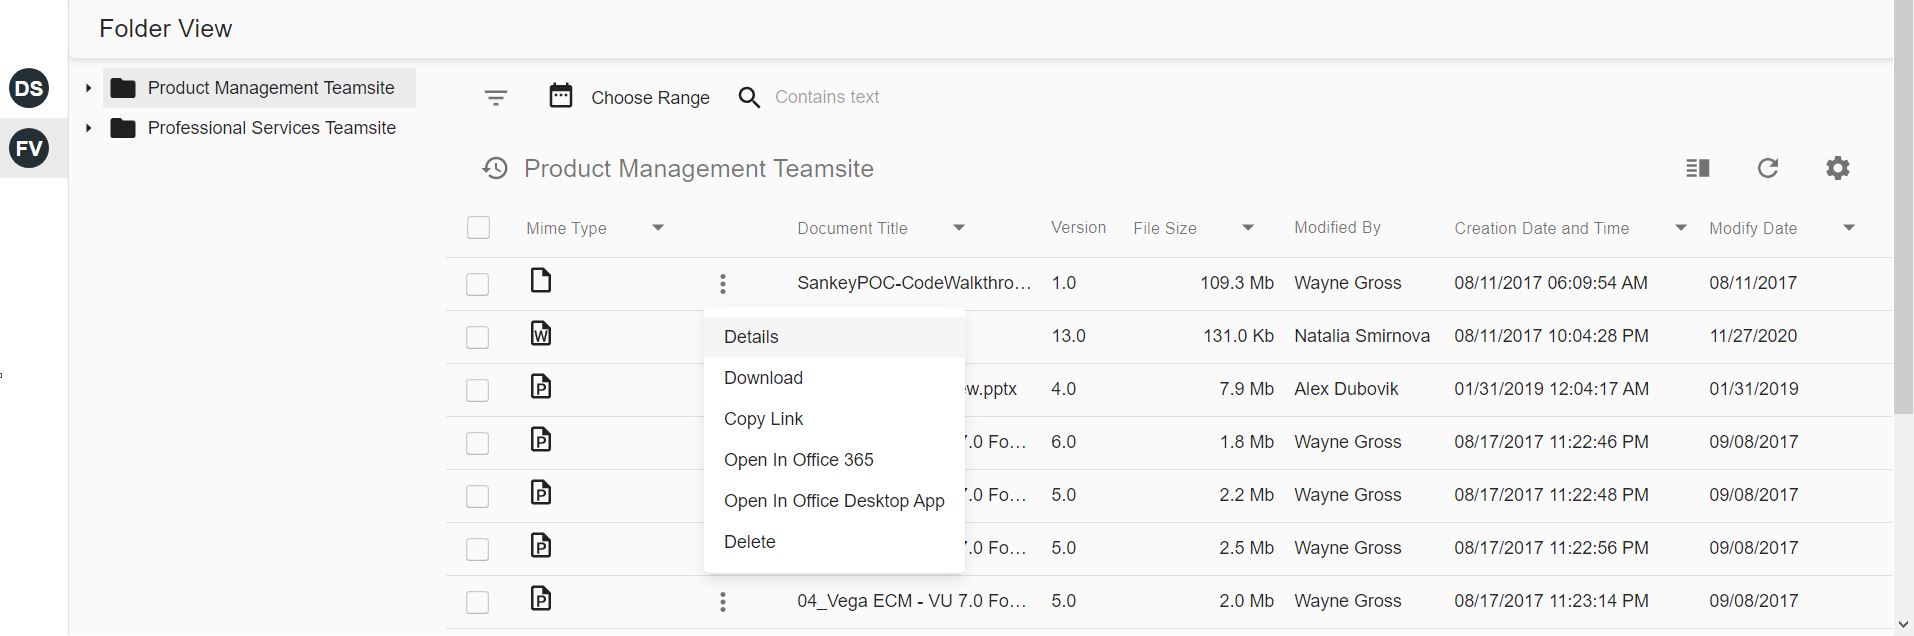 Folder View
DS
FV
Product Management Teamsite
Professional Services Teamsite
Choose Range Contains text
Product Management Teamsite
Mime Type Document Title Version File Size Modified By Creation Date and Time Modify Date
SankeyPOC-CodeWalkthro... 1.0 109.3 Mb Wayne Gross 08/11/2017 06:09:54 AM 08/11/2017
W 13.0 131.0 Kb Natalia Smirnova 08/11/2017 10:04:28 PM 11/27/2020
P ew.pptx 4.0 7.9 Mb Alex Dubovik 01/31/2019 12:04:17 AM 01/31/2019
P 7.0 Fo... 6.0 1.8 Mb Wayne Gross 08/17/2017 11:22:46 PM 09/08/2017
P 7.0 Fo... 5.0 2.2 Mb Wayne Gross 08/17/2017 11:22:48 PM 09/08/2017
P 7.0 Fo... 5.0 2.5 Mb Wayne Gross 08/17/2017 11:22:56 PM 09/08/2017
P 04_Vega ECM - VU 7.0 Fo... 5.0 2.0 Mb Wayne Gross 08/17/2017 11:23:14 PM 09/08/2017
Details
Download
Copy Link
Open In Office 365
Open In Office Desktop App
Delete